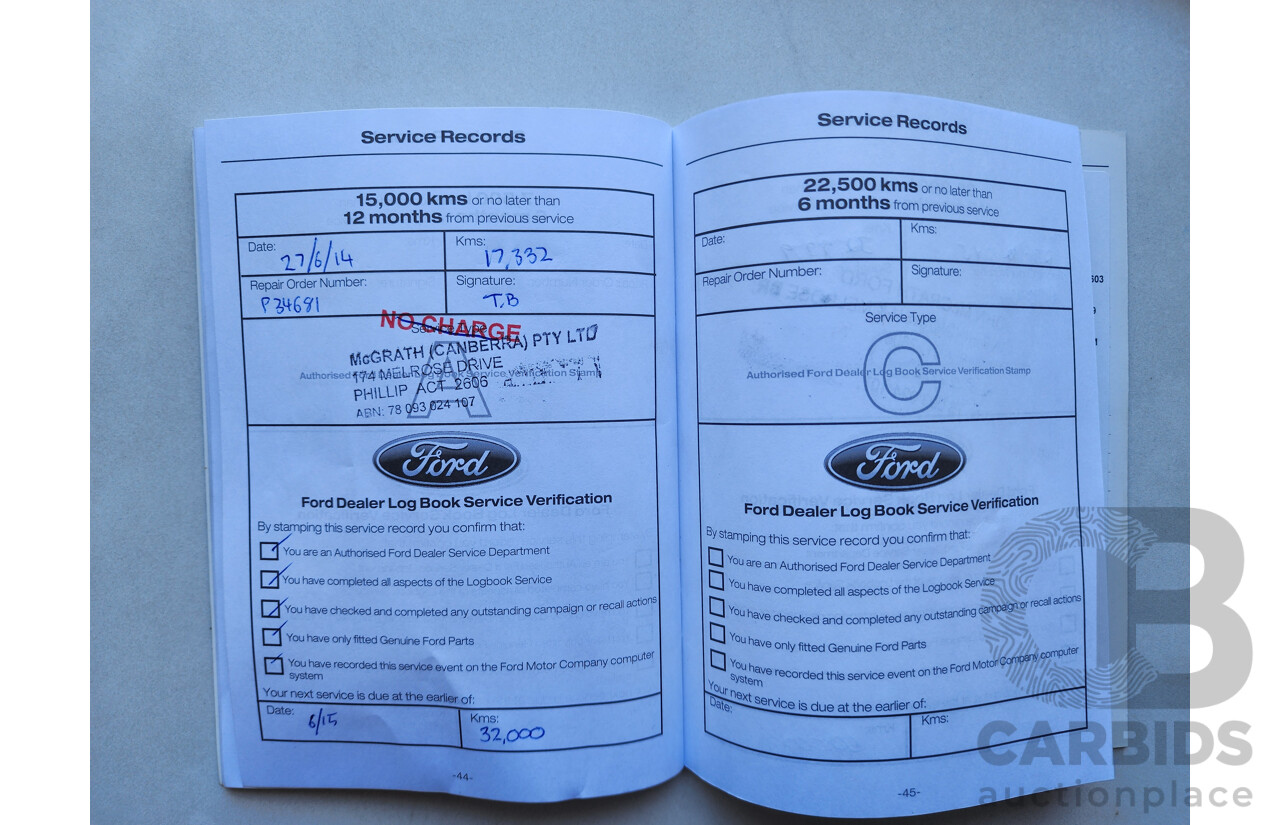 Service Records
15,000 kms or no later than
12 months from previous service
Date:
27/6/14
Kms:
17,332
Repair Order Number:
P34681
Signature:
T,B
NO CHARGE
Service Type
McGRATH (CANBERRA) PTY LTD
174 MELROSE DRIVE
Authorised Ford Dealer Log Book Service Verification Stamp
PHILLIP ACT 2606
ABN: 78 093 024 107
A
Ford
Ford Dealer Log Book Service Verification
By stamping this service record you confirm that:
You are an Authorised Ford Dealer Service Department
You have completed all aspects of the Logbook Service
You have checked and completed any outstanding campaign or recall actions
You have only fitted Genuine Ford Parts
You have recorded this service event on the Ford Motor Company computer
system
Your next service is due at the earlier of:
Date:
6/15
Kms:
32,000
-44-
Service Records
22,500 kms or no later than
6 months from previous service
Date:
Kms:
Repair Order Number:
Signature:
Service Type
C
Authorised Ford Dealer Log Book Service Verification Stamp
Ford
Ford Dealer Log Book Service Verification
By stamping this service record you confirm that:
You are an Authorised Ford Dealer Service Department
You have completed all aspects of the Logbook Service
You have checked and completed any outstanding campaign or recall actions
You have only fitted Genuine Ford Parts
You have recorded this service event on the Ford Motor Company computer
system
Your next service is due at the earlier of:
Date:
Kms:
-45-
CB
CARBIDS
auctionplace